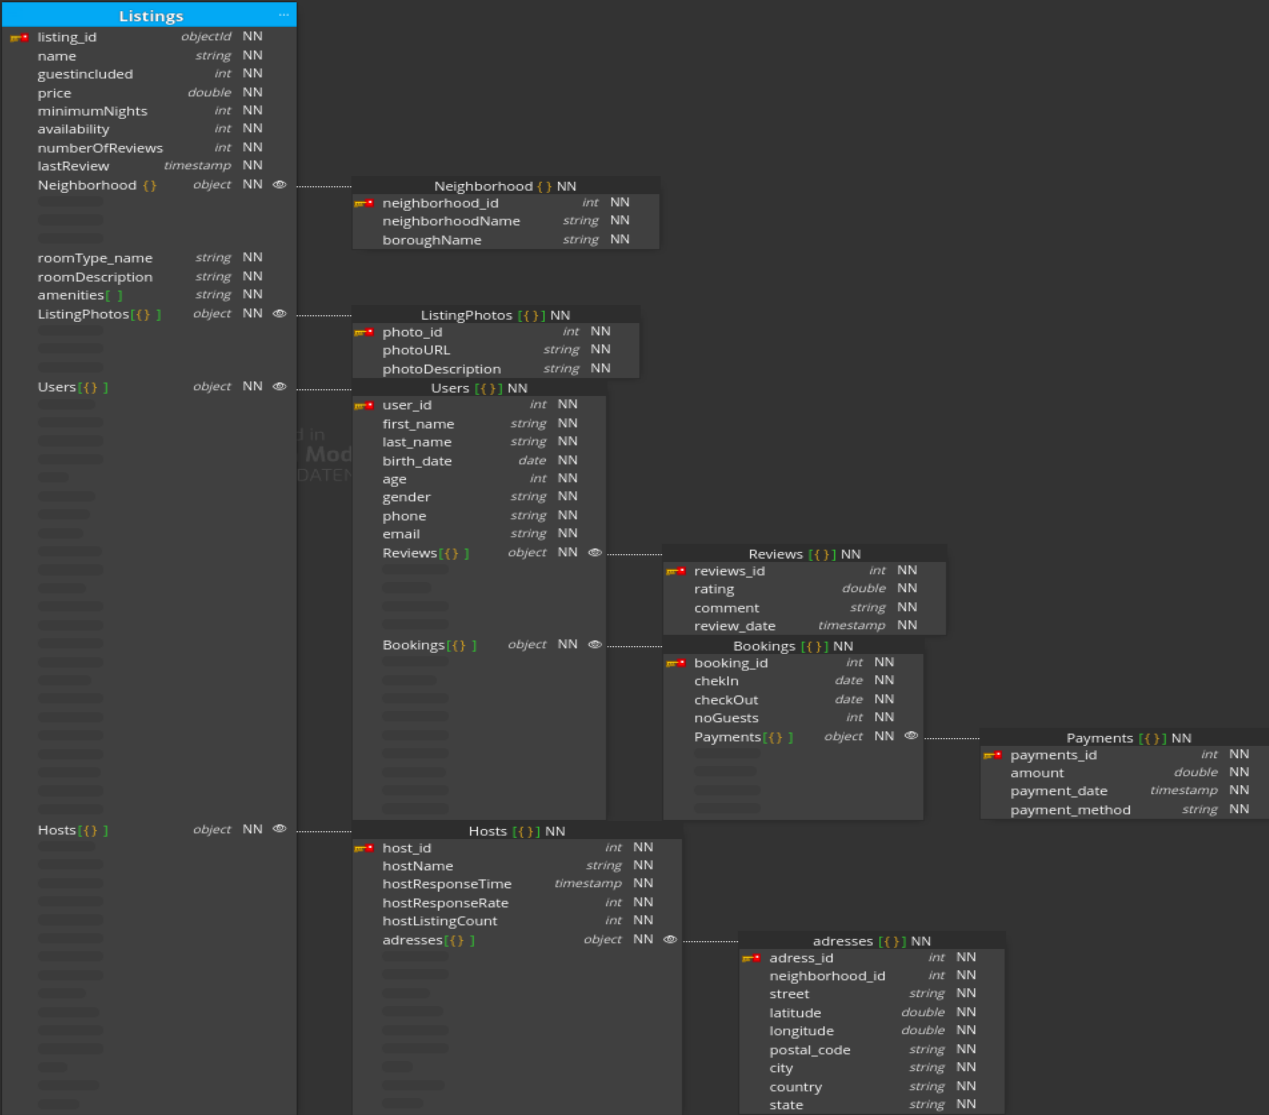 Listings ...
listing_id objectId NN
name string NN
guestincluded int NN
price double NN
minimumNights int NN
availability int NN
numberOfReviews int NN
lastReview timestamp NN
Neighborhood {} object NN
Neighborhood {} NN
neighborhood_id int NN
neighborhoodName string NN
boroughName string NN
roomType_name string NN
roomDescription string NN
amenities[ ] string NN
ListingPhotos[{} ] object NN
ListingPhotos [{}] NN
photo_id int NN
photoURL string NN
photoDescription string NN
Users[{} ] object NN
Users [{}] NN
user_id int NN
first_name string NN
last_name string NN
birth_date date NN
age int NN
gender string NN
phone string NN
email string NN
Reviews[{} ] object NN
Reviews [{}] NN
reviews_id int NN
rating double NN
comment string NN
review_date timestamp NN
Bookings[{} ] object NN
Bookings [{}] NN
booking_id int NN
chekIn date NN
checkOut date NN
noGuests int NN
Payments[{} ] object NN
Payments [{}] NN
payments_id int NN
amount double NN
payment_date timestamp NN
payment_method string NN
Hosts[{} ] object NN
Hosts [{}] NN
host_id int NN
hostName string NN
hostResponseTime timestamp NN
hostResponseRate int NN
hostListingCount int NN
adresses[{} ] object NN
adresses [{}] NN
adress_id int NN
neighborhood_id int NN
street string NN
latitude double NN
longitude double NN
postal_code string NN
city string NN
country string NN
state string NN